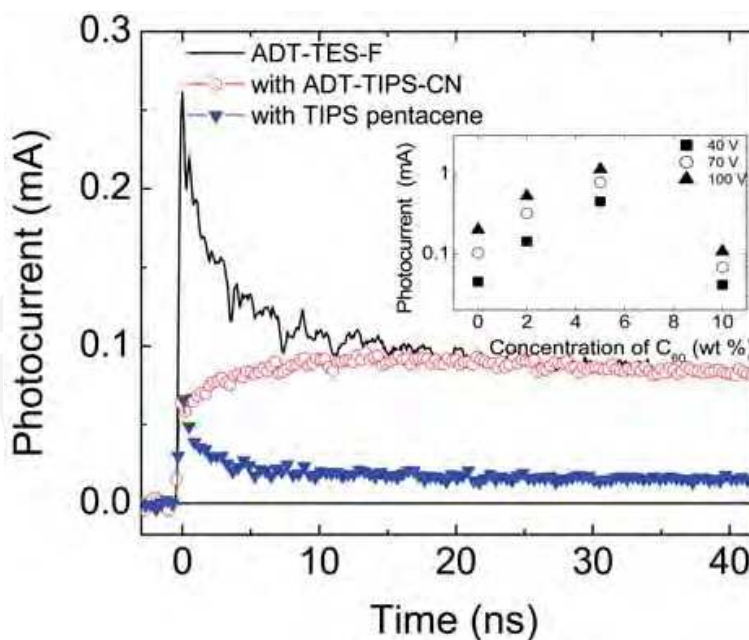 0.3
0.2
0.1
0.0
Photocurrent (mA)
ADT-TES-F
with ADT-TIPS-CN
with TIPS pentacene
40 V
70 V
100 V
1
0.1
Photocurrent (mA)
0 2 4 6 8 10
Concentration of C60 (wt %)
0 10 20 30 40
Time (ns)